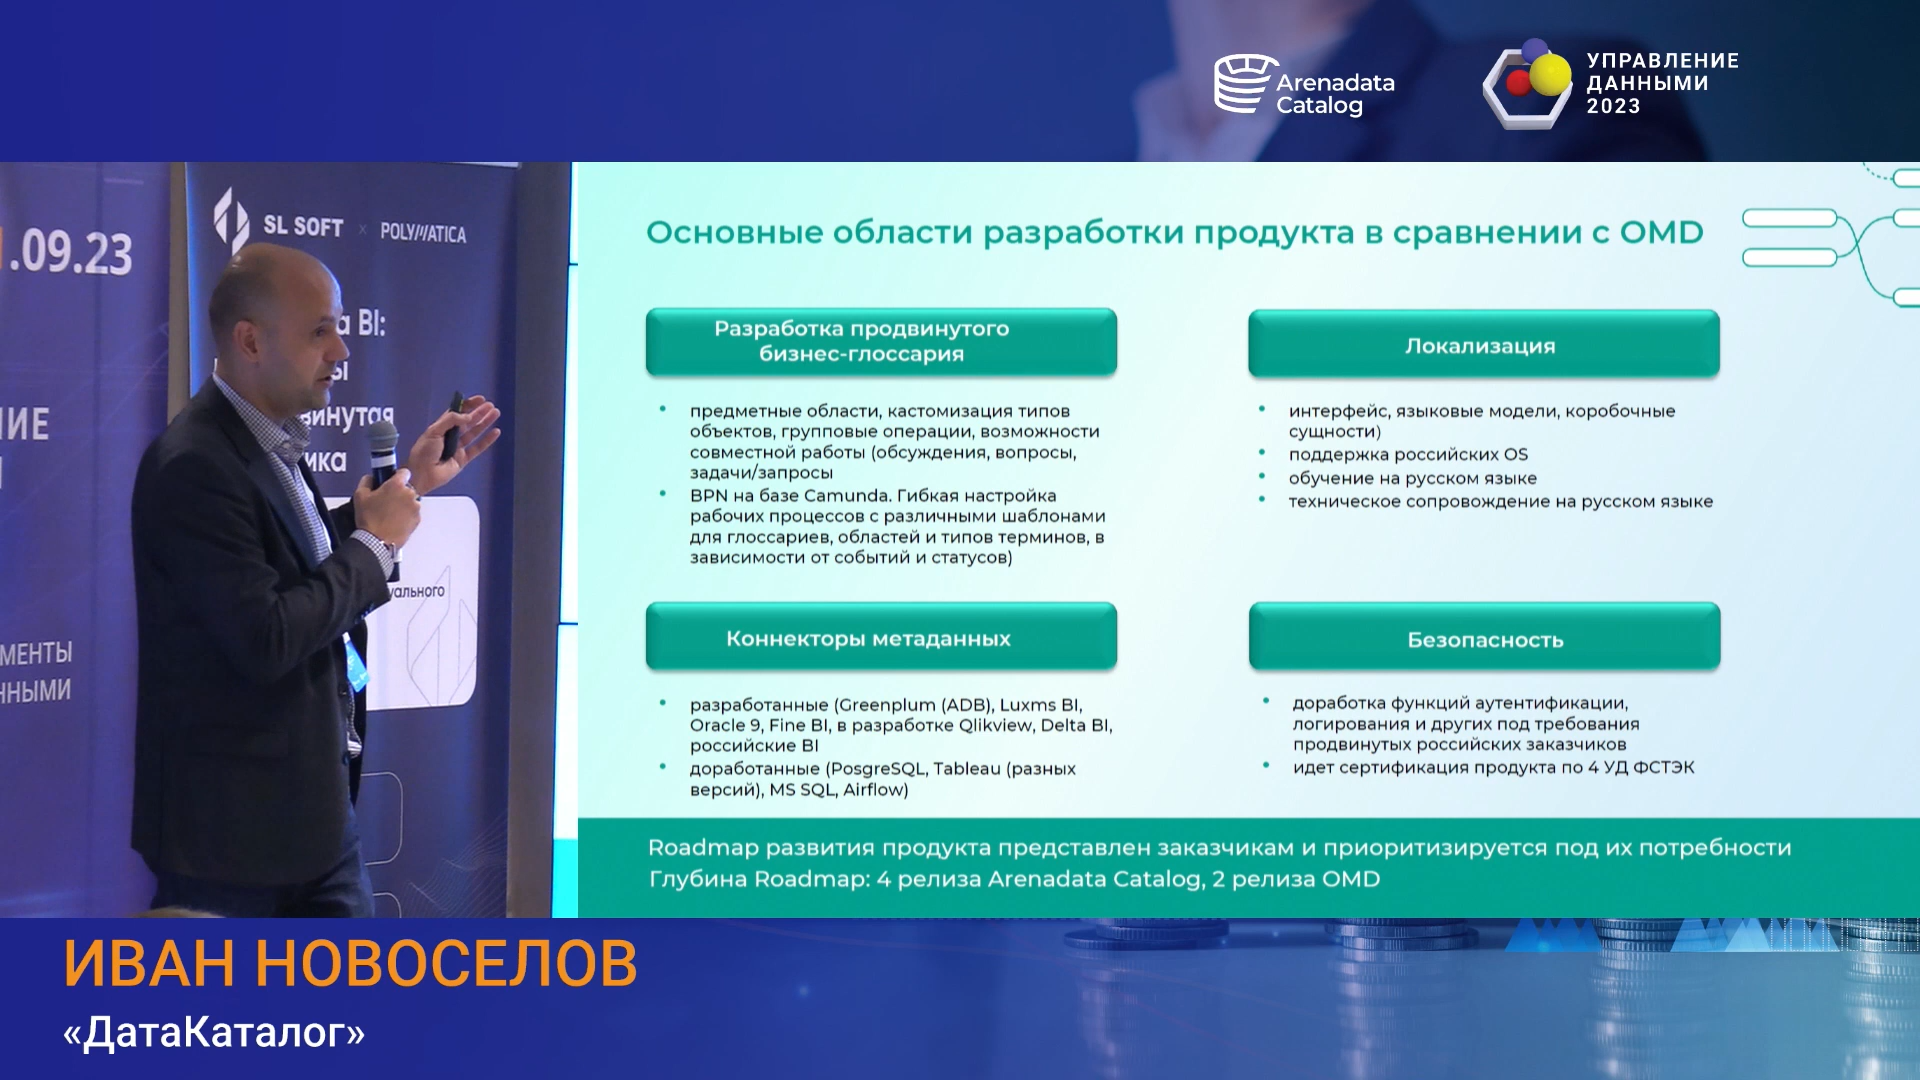 Arenadata
Catalog
УПРАВЛЕНИЕ
ДАННЫМИ
2023
.09.23
SL SOFT × POLYMATICA
а BI:
Основные области разработки продукта в сравнении с OMD
Разработка продвинутого
бизнес-глоссария
предметные области, кастомизация типов
объектов, групповые операции, возможности
совместной работы (обсуждения, вопросы,
задачи/запросы
BPN на базе Camunda. Гибкая настройка
рабочих процессов с различными шаблонами
для глоссариев, областей и типов терминов, в
зависимости от событий и статусов)
Локализация
интерфейс, языковые модели, коробочные
сущности)
поддержка российских OS
обучение на русском языке
техническое сопровождение на русском языке
Коннекторы метаданных
разработанные (Greenplum (ADB), Luxms BI,
Oracle 9, Fine BI, в разработке Qlikview, Delta BI,
российские BI
доработанные (PosgreSQL, Tableau (разных
версий), MS SQL, Airflow)
Безопасность
доработка функций аутентификации,
логирования и других под требования
продвинутых российских заказчиков
идет сертификация продукта по 4 УД ФСТЭК
Roadmap развития продукта представлен заказчикам и приоритизируется под их потребности
Глубина Roadmap: 4 релиза Arenadata Catalog, 2 релиза OMD
ИВАН НОВОСЕЛОВ
«ДатаКаталог»